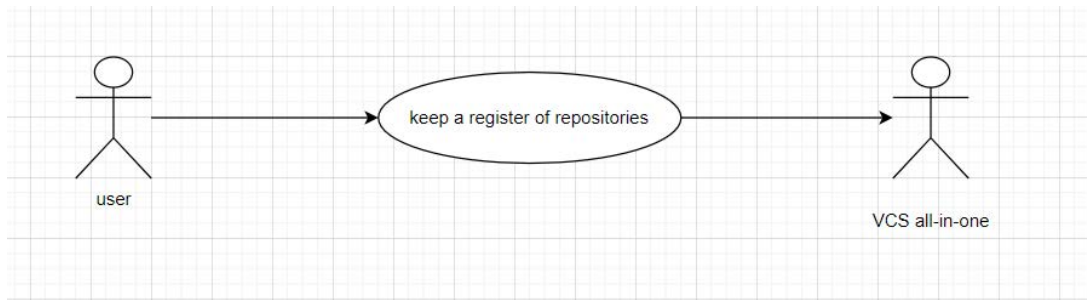 keep a register of repositories
user
VCS all-in-one